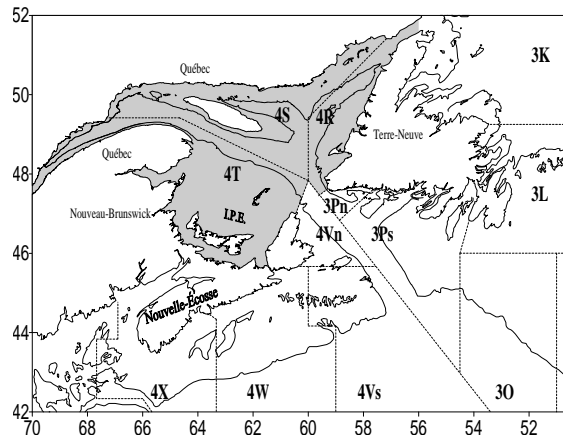 52
50
48
46
44
42
70 68 66 64 62 60 58 56 54 52
Québec
3K
4S
4R
Terre-Neuve
Québec
4T
3L
3Pn
Nouveau-Brunswick
I.P.E.
4Vn
3Ps
Nouvelle-Écosse
4X
4W
4Vs
3O